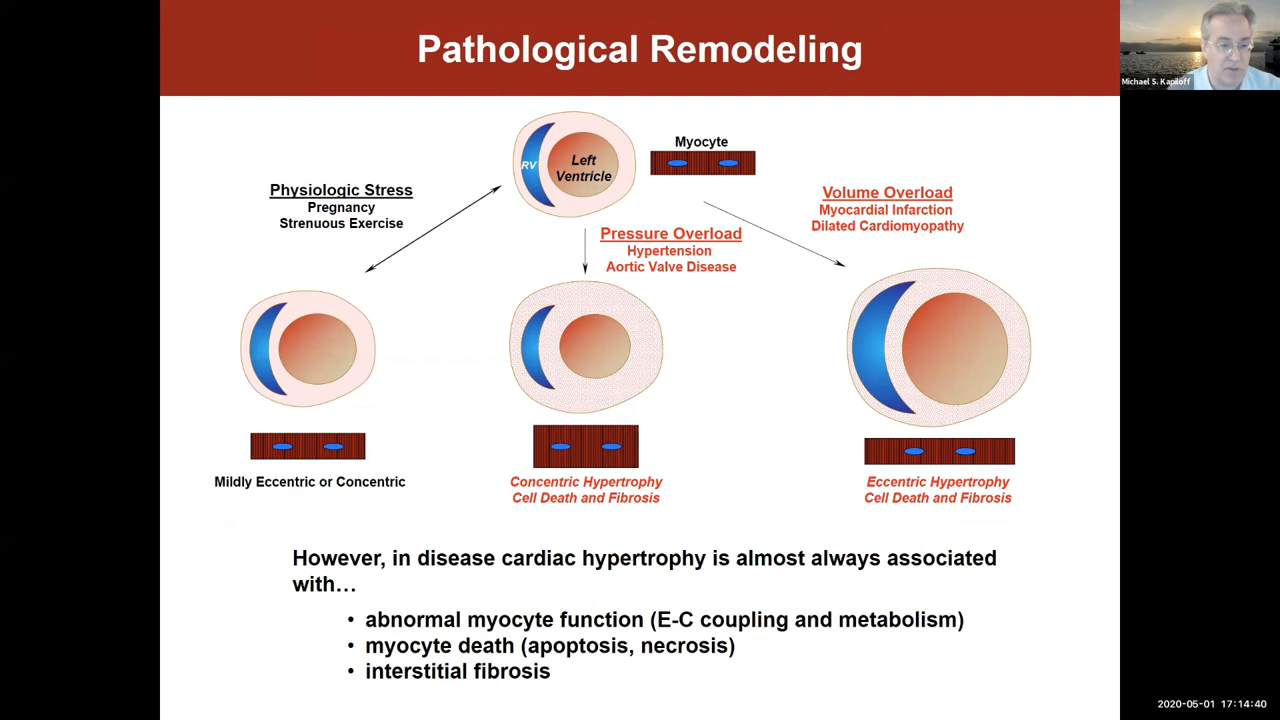 Pathological Remodeling
Michael S. Kapiloff
RV
Left
Ventricle
Myocyte
Physiologic Stress
Pregnancy
Strenuous Exercise
Pressure Overload
Hypertension
Aortic Valve Disease
Volume Overload
Myocardial Infarction
Dilated Cardiomyopathy
Mildly Eccentric or Concentric
Concentric Hypertrophy
Cell Death and Fibrosis
Eccentric Hypertrophy
Cell Death and Fibrosis
However, in disease cardiac hypertrophy is almost always associated
with…
• abnormal myocyte function (E-C coupling and metabolism)
• myocyte death (apoptosis, necrosis)
• interstitial fibrosis
2020-05-01 17:14:40